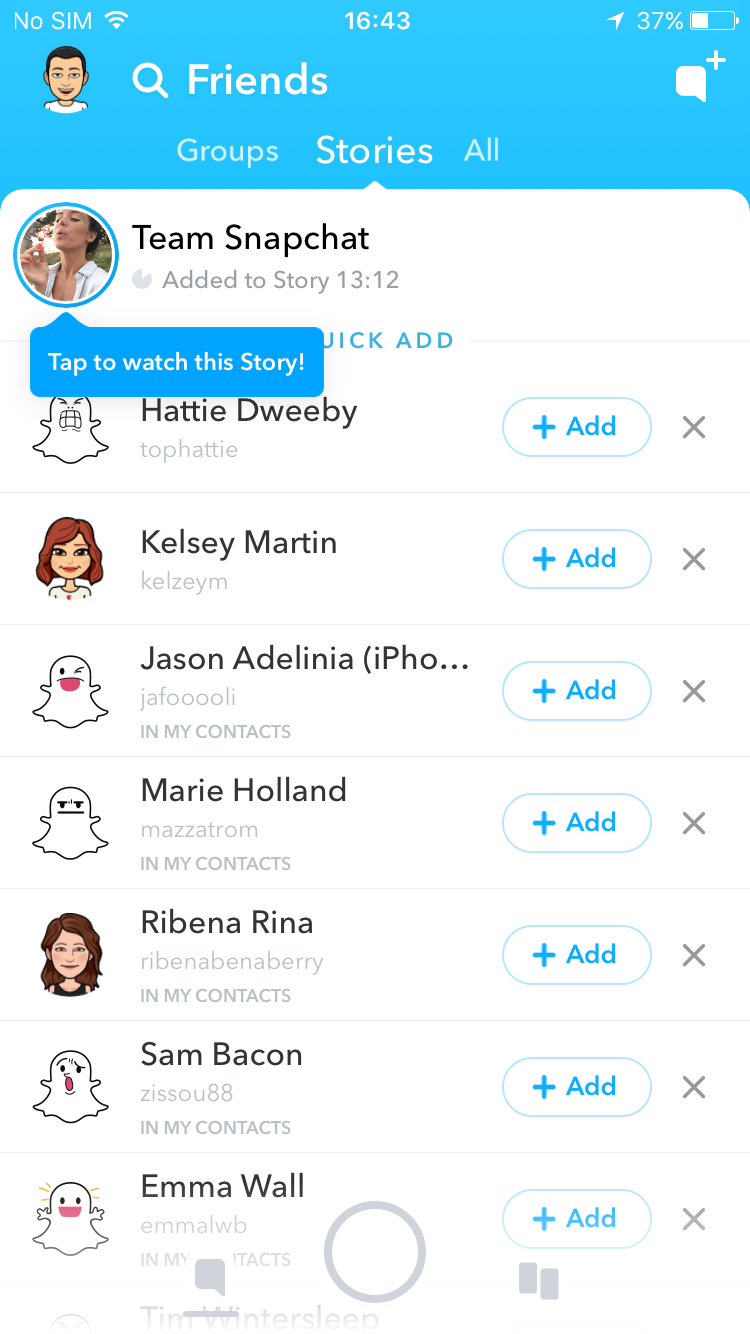 No SIM 16:43 37%
Friends
Groups Stories All
Team Snapchat
Added to Story 13:12
UICK ADD
Tap to watch this Story!
Hattie Dweeby
+ Add
tophattie
Kelsey Martin
+ Add
kelzeym
Jason Adelinia (iPho...
+ Add
jafooooli
IN MY CONTACTS
Marie Holland
+ Add
mazzatrom
IN MY CONTACTS
Ribena Rina
+ Add
ribenabenaberry
IN MY CONTACTS
Sam Bacon
+ Add
zissou88
IN MY CONTACTS
Emma Wall
+ Add
emmalwb
IN MY CONTACTS
Tim Wintersleep